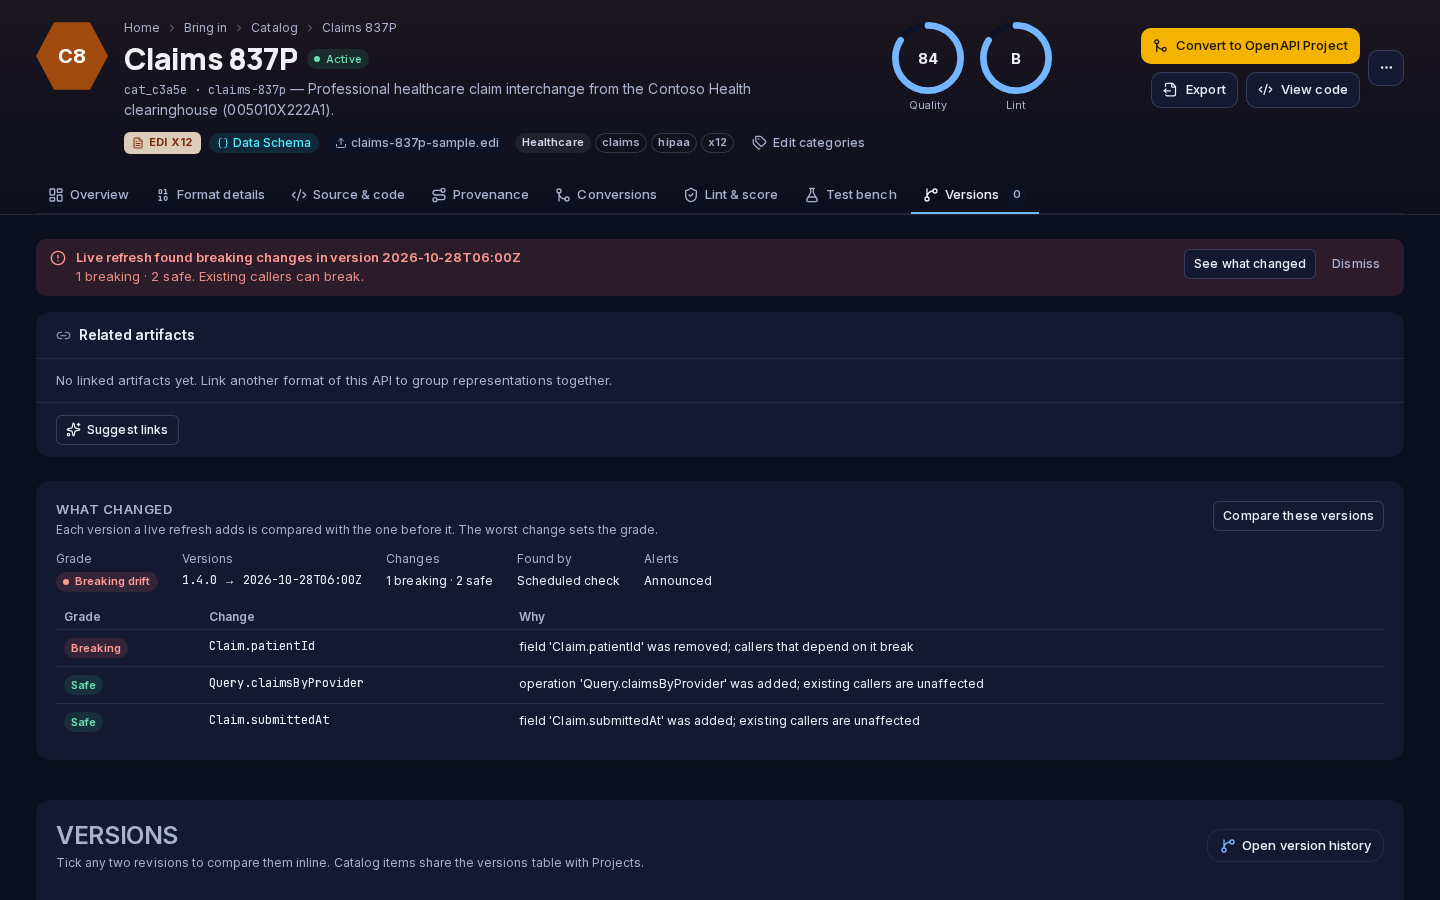 C8
Home > Bring in > Catalog > Claims 837P
Claims 837P
Active
cat_c3a5e · claims-837p — Professional healthcare claim interchange from the Contoso Health
clearinghouse (005010X222A1).
EDI X12
{} Data Schema
claims-837p-sample.edi
Healthcare
claims
hipaa
x12
Edit categories
84
Quality
B
Lint
Convert to OpenAPI Project
Export
View code
Overview
Format details
Source & code
Provenance
Conversions
Lint & score
Test bench
Versions 0
Live refresh found breaking changes in version 2026-10-28T06:00Z
1 breaking · 2 safe. Existing callers can break.
See what changed
Dismiss
Related artifacts
No linked artifacts yet. Link another format of this API to group representations together.
Suggest links
WHAT CHANGED
Each version a live refresh adds is compared with the one before it. The worst change sets the grade.
Compare these versions
Grade Versions Changes Found by Alerts
Breaking drift 1.4.0 → 2026-10-28T06:00Z 1 breaking · 2 safe Scheduled check Announced
Grade Change Why
Breaking Claim.patientId field 'Claim.patientId' was removed; callers that depend on it break
Safe Query.claimsByProvider operation 'Query.claimsByProvider' was added; existing callers are unaffected
Safe Claim.submittedAt field 'Claim.submittedAt' was added; existing callers are unaffected
VERSIONS
Tick any two revisions to compare them inline. Catalog items share the versions table with Projects.
Open version history